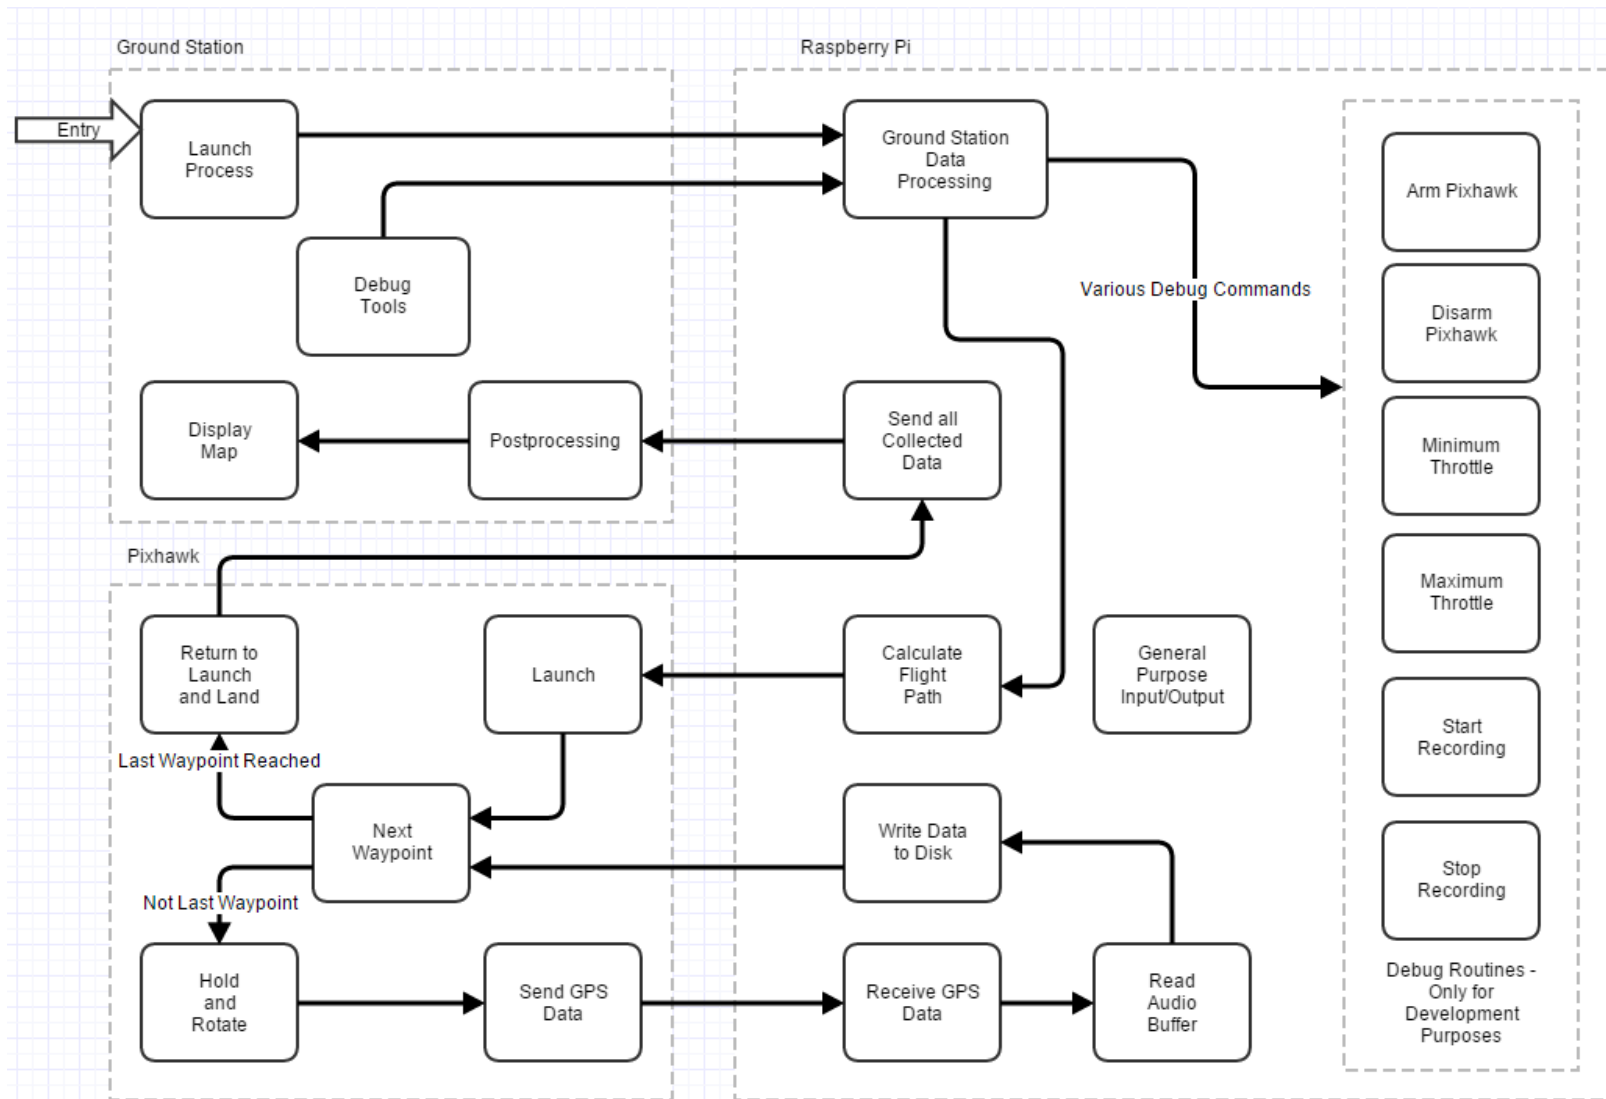 Ground Station
Raspberry Pi
Entry
Launch
Process
Ground Station
Data
Processing
Arm Pixhawk
Debug
Tools
Various Debug Commands
Disarm
Pixhawk
Display
Map
Postprocessing
Send all
Collected
Data
Minimum
Throttle
Pixhawk
Maximum
Throttle
Return to
Launch
and Land
Launch
Calculate
Flight
Path
General
Purpose
Input/Output
Start
Recording
Last Waypoint Reached
Next
Waypoint
Write Data
to Disk
Stop
Recording
Not Last Waypoint
Hold
and
Rotate
Send GPS
Data
Receive GPS
Data
Read
Audio
Buffer
Debug Routines -
Only for
Development
Purposes